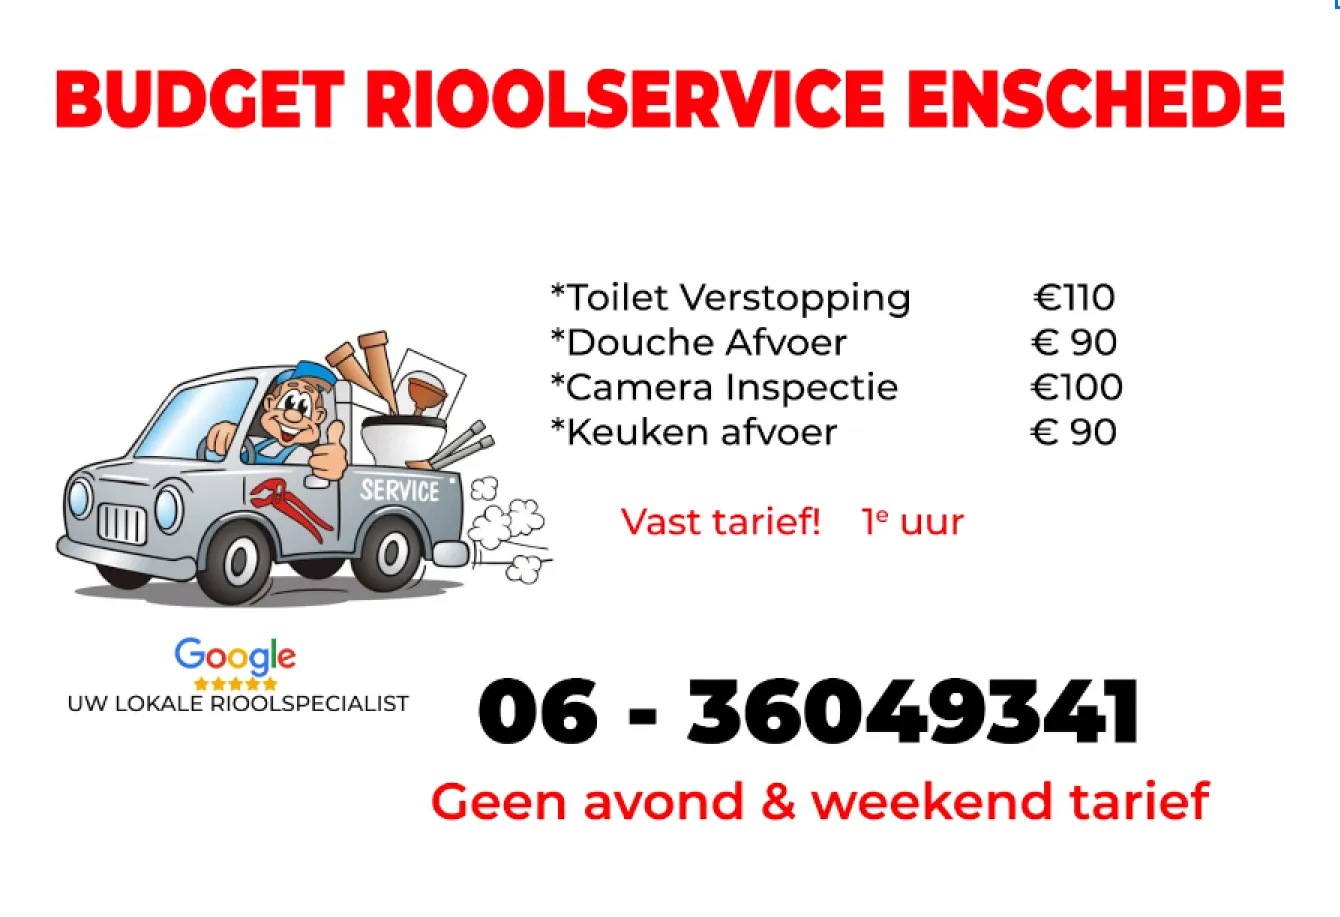 BUDGET RIOOLSERVICE ENSCHEDE
*Toilet Verstopping €110
*Douche Afvoer € 90
*Camera Inspectie €100
*Keuken afvoer € 90
SERVICE
Vast tarief! 1e uur
Google
UW LOKALE RIOOLSPECIALIST
06 - 36049341
Geen avond & weekend tarief